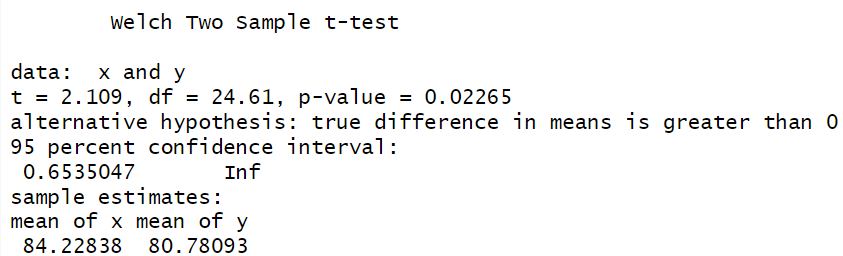 Welch Two Sample t-test
data:  x and y
t = 2.109, df = 24.61, p-value = 0.02265
alternative hypothesis: true difference in means is greater than 0
95 percent confidence interval:
 0.6535047       Inf
sample estimates:
mean of x mean of y
 84.22838  80.78093